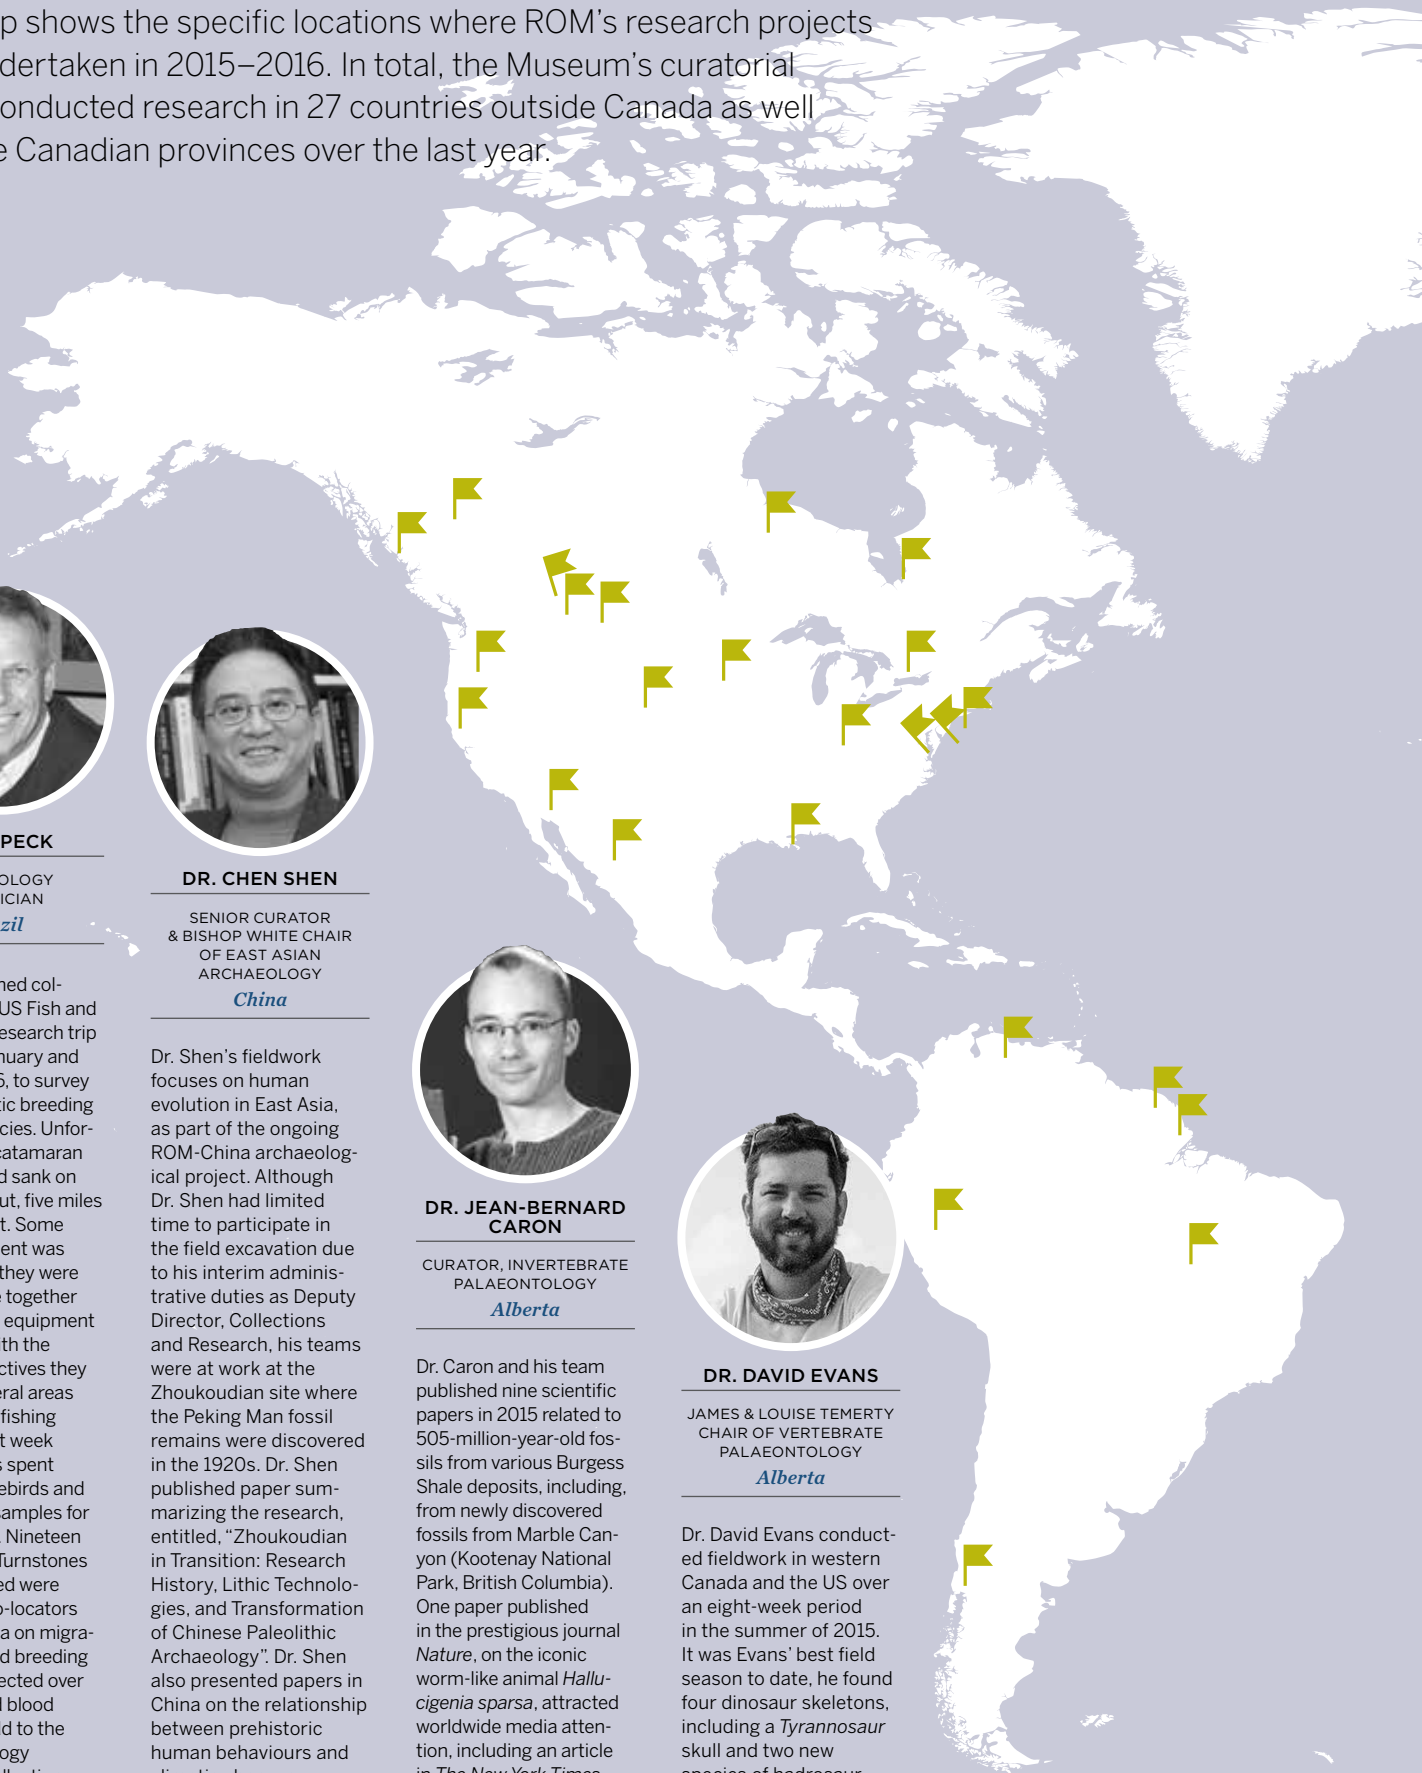 p shows the specific locations where ROM’s research projects
dertaken in 2015–2016. In total, the Museum’s curatorial
onducted research in 27 countries outside Canada as well
e Canadian provinces over the last year.
PECK
OLOGY
ICIAN
zil
ned col-
US Fish and
esearch trip
nuary and
6, to survey
tic breeding
cies. Unfor-
catamaran
d sank on
ut, five miles
t. Some
ent was
they were
e together
equipment
ith the
ctives they
eral areas
fishing
t week
s spent
ebirds and
samples for
. Nineteen
Turnstones
ed were
o-locators
a on migra-
d breeding
ected over
d blood
ld to the
ogy
DR. CHEN SHEN
SENIOR CURATOR
& BISHOP WHITE CHAIR
OF EAST ASIAN
ARCHAEOLOGY
China
Dr. Shen’s fieldwork
focuses on human
evolution in East Asia,
as part of the ongoing
ROM-China archaeolog-
ical project. Although
Dr. Shen had limited
time to participate in
the field excavation due
to his interim adminis-
trative duties as Deputy
Director, Collections
and Research, his teams
were at work at the
Zhoukoudian site where
the Peking Man fossil
remains were discovered
in the 1920s. Dr. Shen
published paper sum-
marizing the research,
entitled, “Zhoukoudian
in Transition: Research
History, Lithic Technolo-
gies, and Transformation
of Chinese Paleolithic
Archaeology”. Dr. Shen
also presented papers in
China on the relationship
between prehistoric
human behaviours and
DR. JEAN-BERNARD
CARON
CURATOR, INVERTEBRATE
PALAEONTOLOGY
Alberta
Dr. Caron and his team
published nine scientific
papers in 2015 related to
505-million-year-old fos-
sils from various Burgess
Shale deposits, including,
from newly discovered
fossils from Marble Can-
yon (Kootenay National
Park, British Columbia).
One paper published
in the prestigious journal
Nature, on the iconic
worm-like animal Hallu-
cigenia sparsa, attracted
worldwide media atten-
tion, including an article
in The New York Times
DR. DAVID EVANS
JAMES & LOUISE TEMERTY
CHAIR OF VERTEBRATE
PALAEONTOLOGY
Alberta
Dr. David Evans conduct-
ed fieldwork in western
Canada and the US over
an eight-week period
in the summer of 2015.
It was Evans’ best field
season to date, he found
four dinosaur skeletons,
including a Tyrannosaur
skull and two new
species of hadrosaur